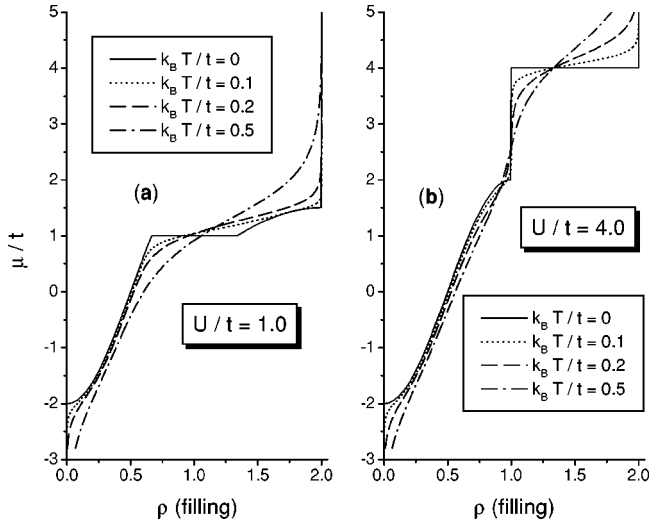 5
4
3
2
1
0
-1
-2
-3
μ / t
k_B T / t = 0
k_B T / t = 0.1
k_B T / t = 0.2
k_B T / t = 0.5
(a)
U / t = 1.0
0.0 0.5 1.0 1.5 2.0
ρ (filling)
5
4
3
2
1
0
-1
-2
-3
(b)
U / t = 4.0
k_B T / t = 0
k_B T / t = 0.1
k_B T / t = 0.2
k_B T / t = 0.5
0.0 0.5 1.0 1.5 2.0
ρ (filling)